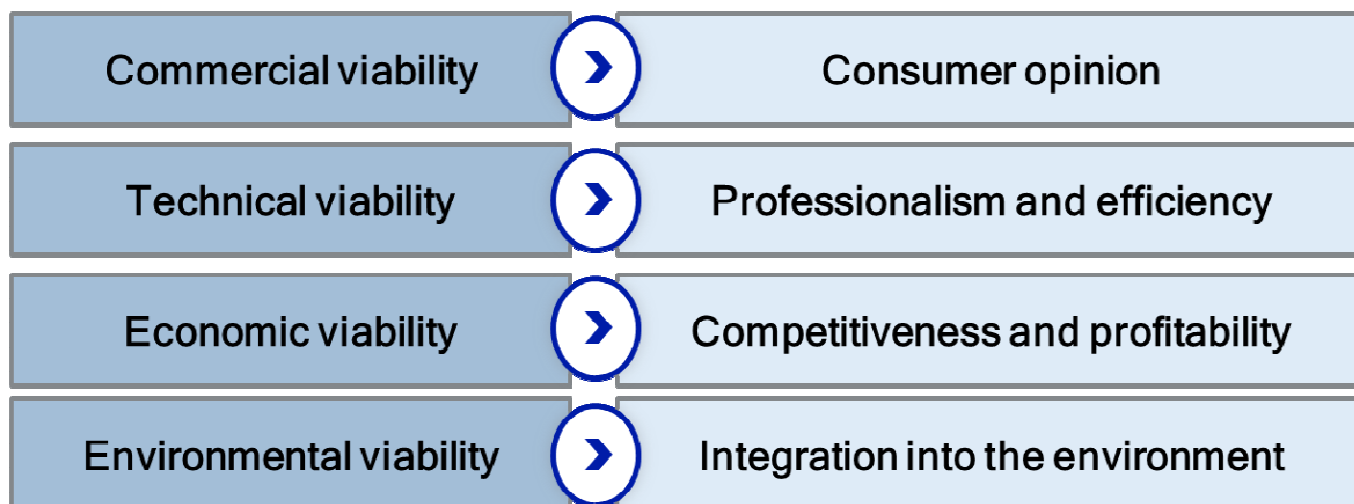 Commercial viability
Consumer opinion
Technical viability
Professionalism and efficiency
Economic viability
Competitiveness and profitability
Environmental viability
Integration into the environment